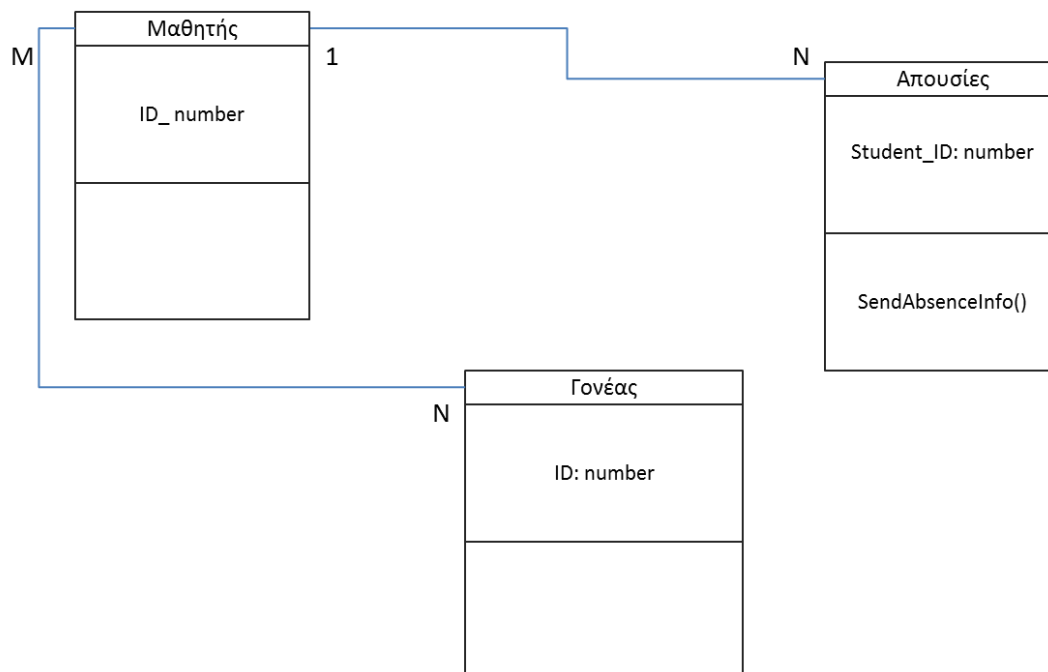 Μαθητής
M
1
N
ID_ number
Απουσίες
Student_ID: number
SendAbsenceInfo()
Γονέας
N
ID: number